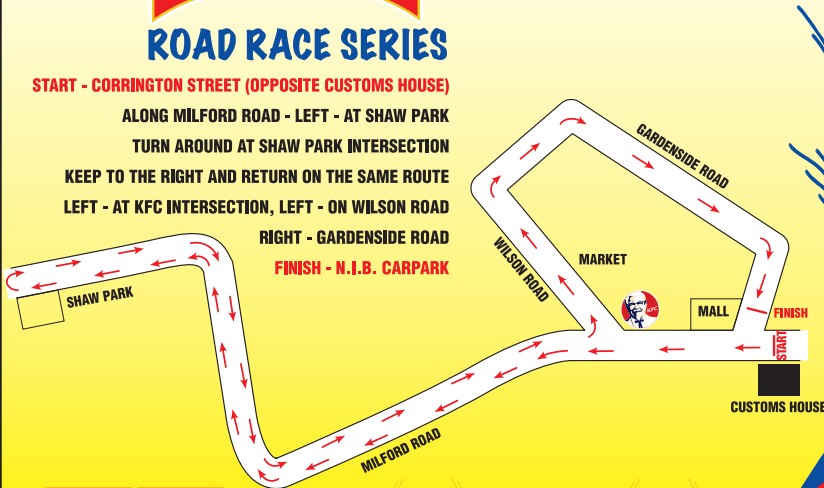 ROAD RACE SERIES
START - CORRINGTON STREET (OPPOSITE CUSTOMS HOUSE)
ALONG MILFORD ROAD - LEFT - AT SHAW PARK
TURN AROUND AT SHAW PARK INTERSECTION
KEEP TO THE RIGHT AND RETURN ON THE SAME ROUTE
LEFT - AT KFC INTERSECTION, LEFT - ON WILSON ROAD
RIGHT - GARDENSIDE ROAD
FINISH - N.I.B. CARPARK
GARDENSIDE ROAD
WILSON ROAD
MARKET
SHAW PARK
KFC
MALL
FINISH
START
CUSTOMS HOUSE
MILFORD ROAD